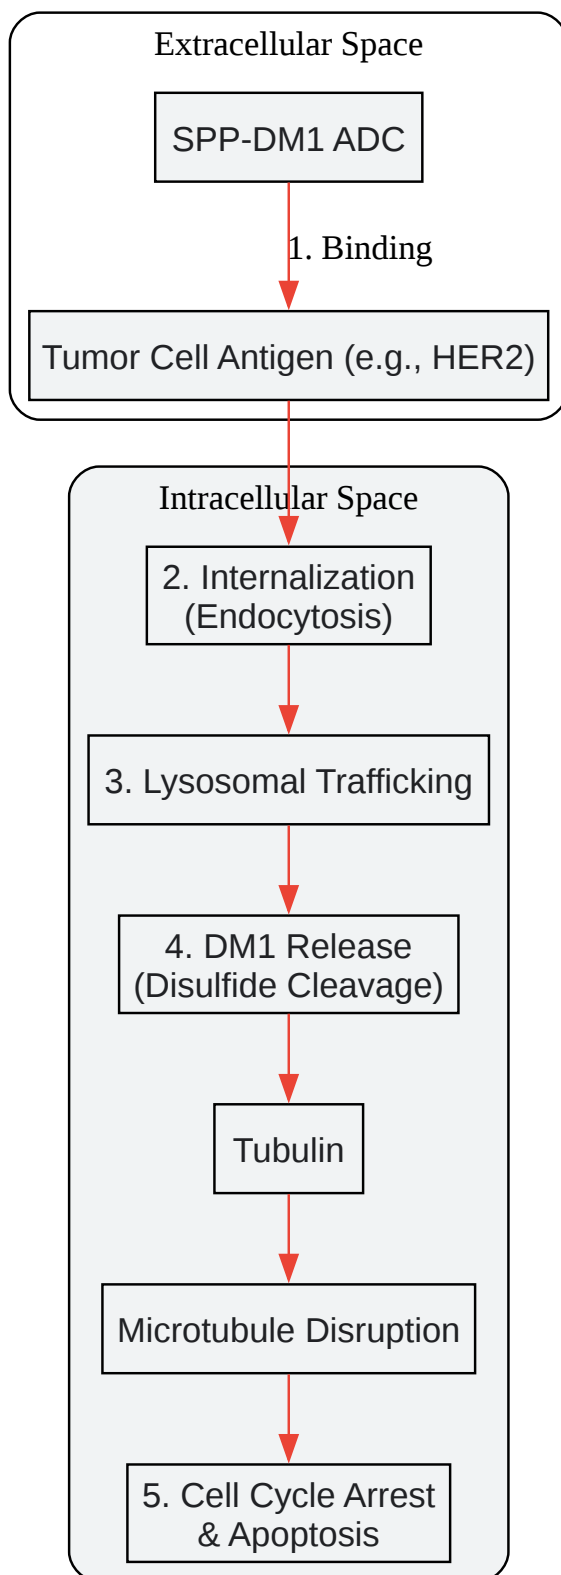 Extracellular Space
SPP-DM1 ADC
1. Binding
Tumor Cell Antigen (e.g., HER2)
Intracellular Space
2. Internalization
(Endocytosis)
3. Lysosomal Trafficking
4. DM1 Release
(Disulfide Cleavage)
Tubulin
Microtubule Disruption
5. Cell Cycle Arrest
& Apoptosis